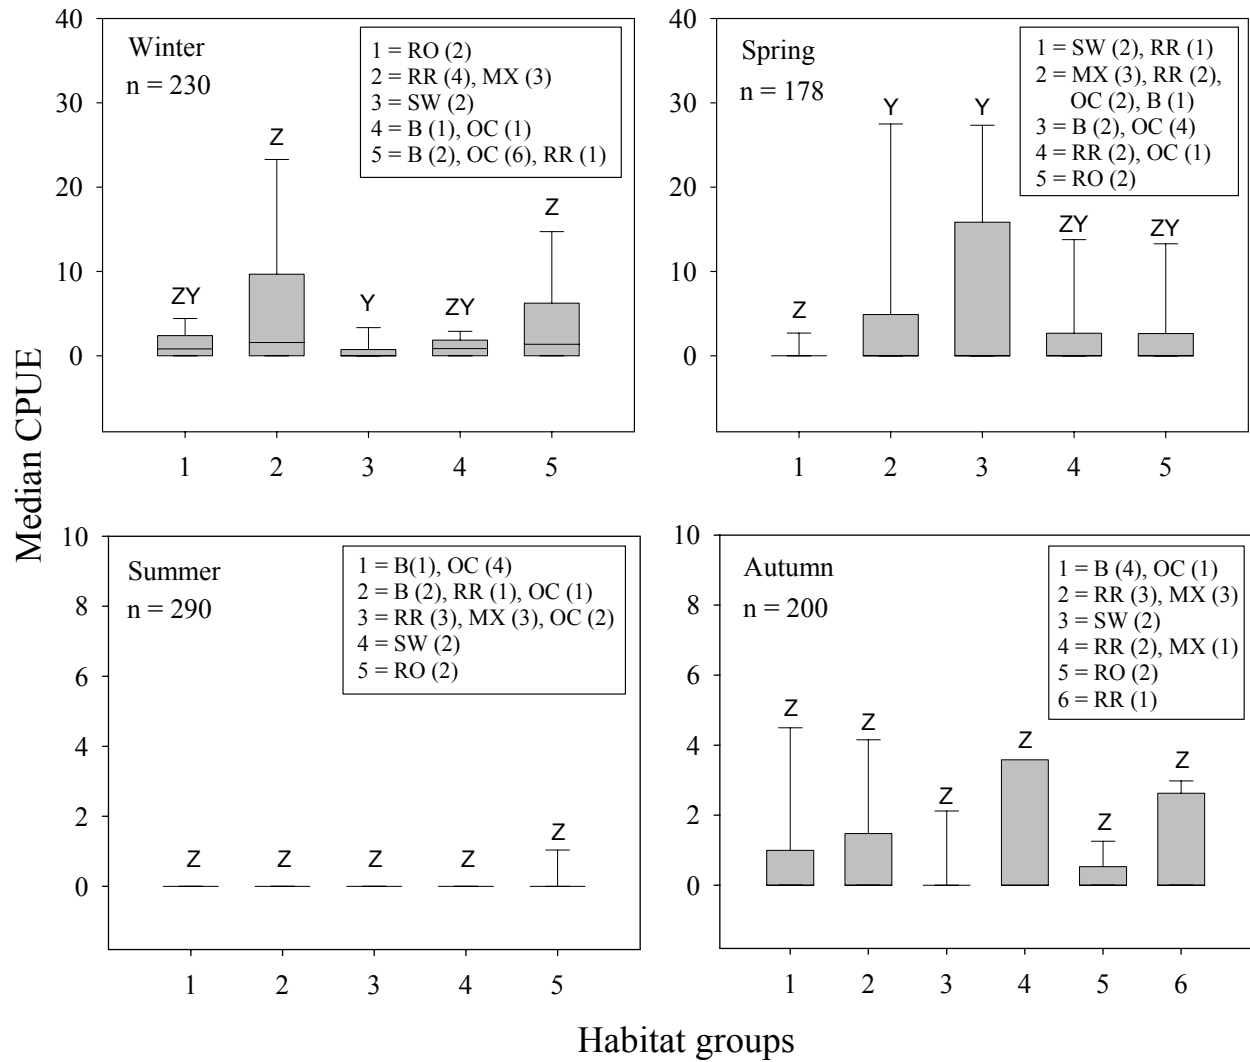 Median CPUE
40
30
20
10
0
Winter
n = 230
1 = RO (2)
2 = RR (4), MX (3)
3 = SW (2)
4 = B (1), OC (1)
5 = B (2), OC (6), RR (1)
ZY
Z
Y
ZY
Z
1 2 3 4 5
40
30
20
10
0
Spring
n = 178
1 = SW (2), RR (1)
2 = MX (3), RR (2),
OC (2), B (1)
3 = B (2), OC (4)
4 = RR (2), OC (1)
5 = RO (2)
Z
Y
Y
ZY
ZY
1 2 3 4 5
10
8
6
4
2
0
Summer
n = 290
1 = B(1), OC (4)
2 = B (2), RR (1), OC (1)
3 = RR (3), MX (3), OC (2)
4 = SW (2)
5 = RO (2)
Z
Z
Z
Z
Z
1 2 3 4 5
10
8
6
4
2
0
Autumn
n = 200
1 = B (4), OC (1)
2 = RR (3), MX (3)
3 = SW (2)
4 = RR (2), MX (1)
5 = RO (2)
6 = RR (1)
Z
Z
Z
Z
Z
Z
1 2 3 4 5 6
Habitat groups